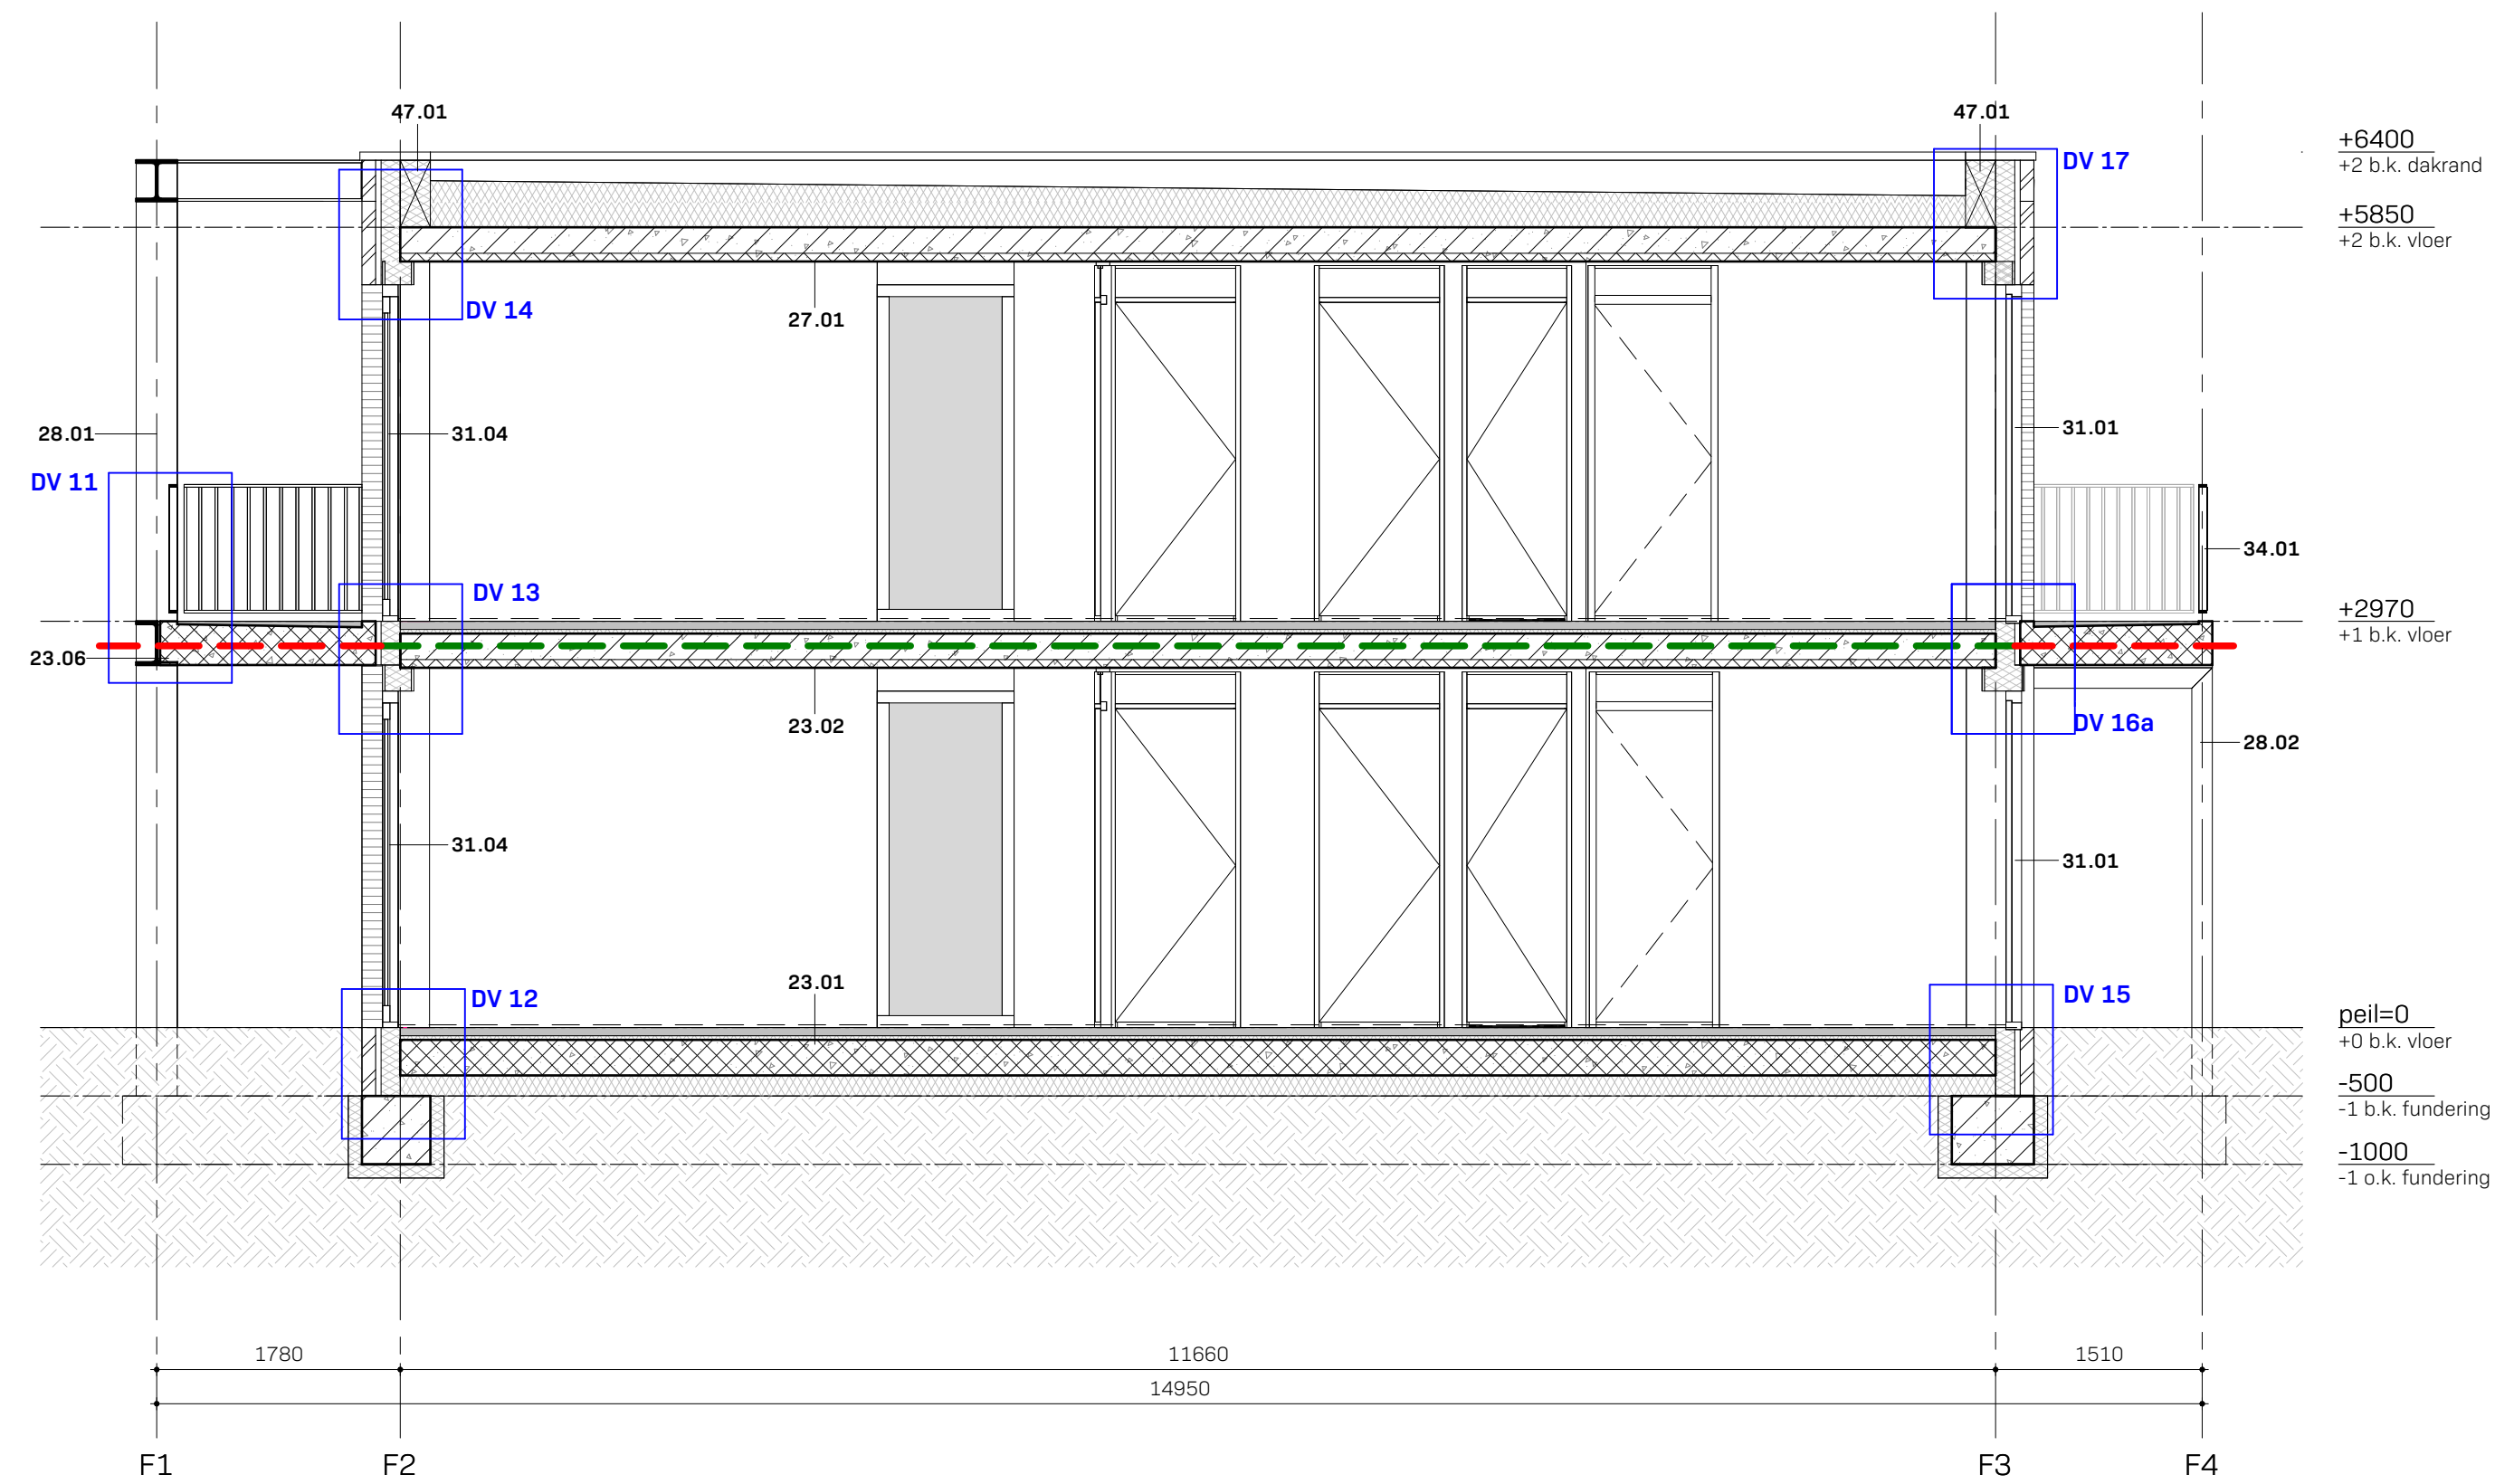 47.01
47.01
+6400
+2 b.k. dakrand
DV 17
+5850
+2 b.k. vloer
DV 14
27.01
28.01
31.04
31.01
DV 11
34.01
DV 13
+2970
+1 b.k. vloer
23.06
23.02
DV 16a
28.02
31.04
31.01
23.01
DV 12
DV 15
peil=0
+0 b.k. vloer
-500
-1 b.k. fundering
-1000
-1 o.k. fundering
1780
11660
1510
14950
F1
F2
F3
F4